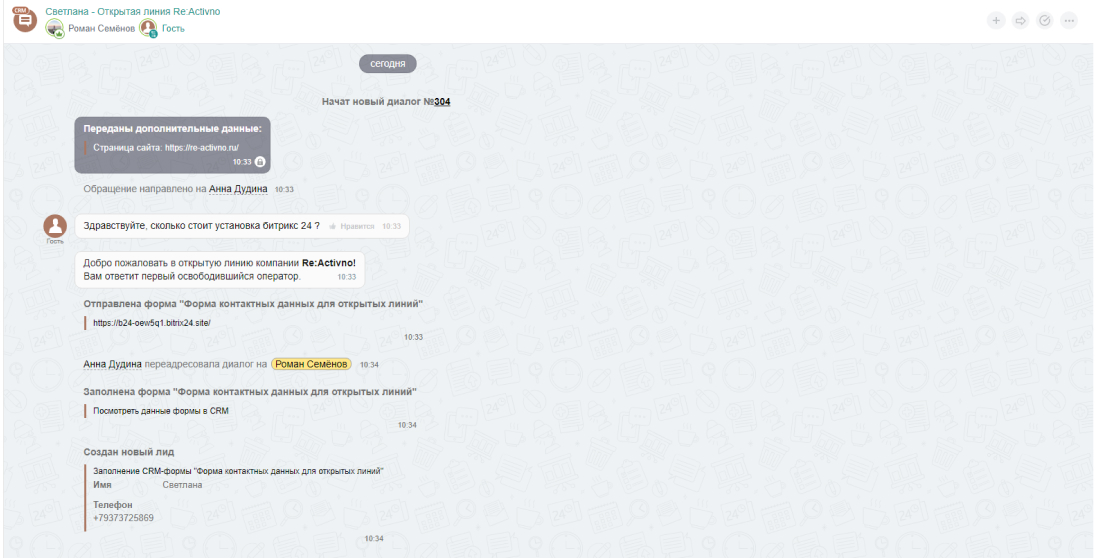 CRM
Светлана - Открытая линия Re:Activno
Роман Семёнов Гость
сегодня
Начат новый диалог №304
Переданы дополнительные данные:
Страница сайта: https://re-activno.ru/
10:33
Обращение направлено на Анна Дудина 10:33
Здравствуйте, сколько стоит установка битрикс 24 ? Нравится 10:33
Гость
Добро пожаловать в открытую линию компании Re:Activno!
Вам ответит первый освободившийся оператор. 10:33
Отправлена форма "Форма контактных данных для открытых линий"
https://b24-oew5q1.bitrix24.site/
10:33
Анна Дудина переадресовала диалог на Роман Семёнов 10:34
Заполнена форма "Форма контактных данных для открытых линий"
Посмотреть данные формы в CRM
10:34
Создан новый лид
Заполнение CRM-формы "Форма контактных данных для открытых линий"
Имя Светлана
Телефон
+79373725869
10:34